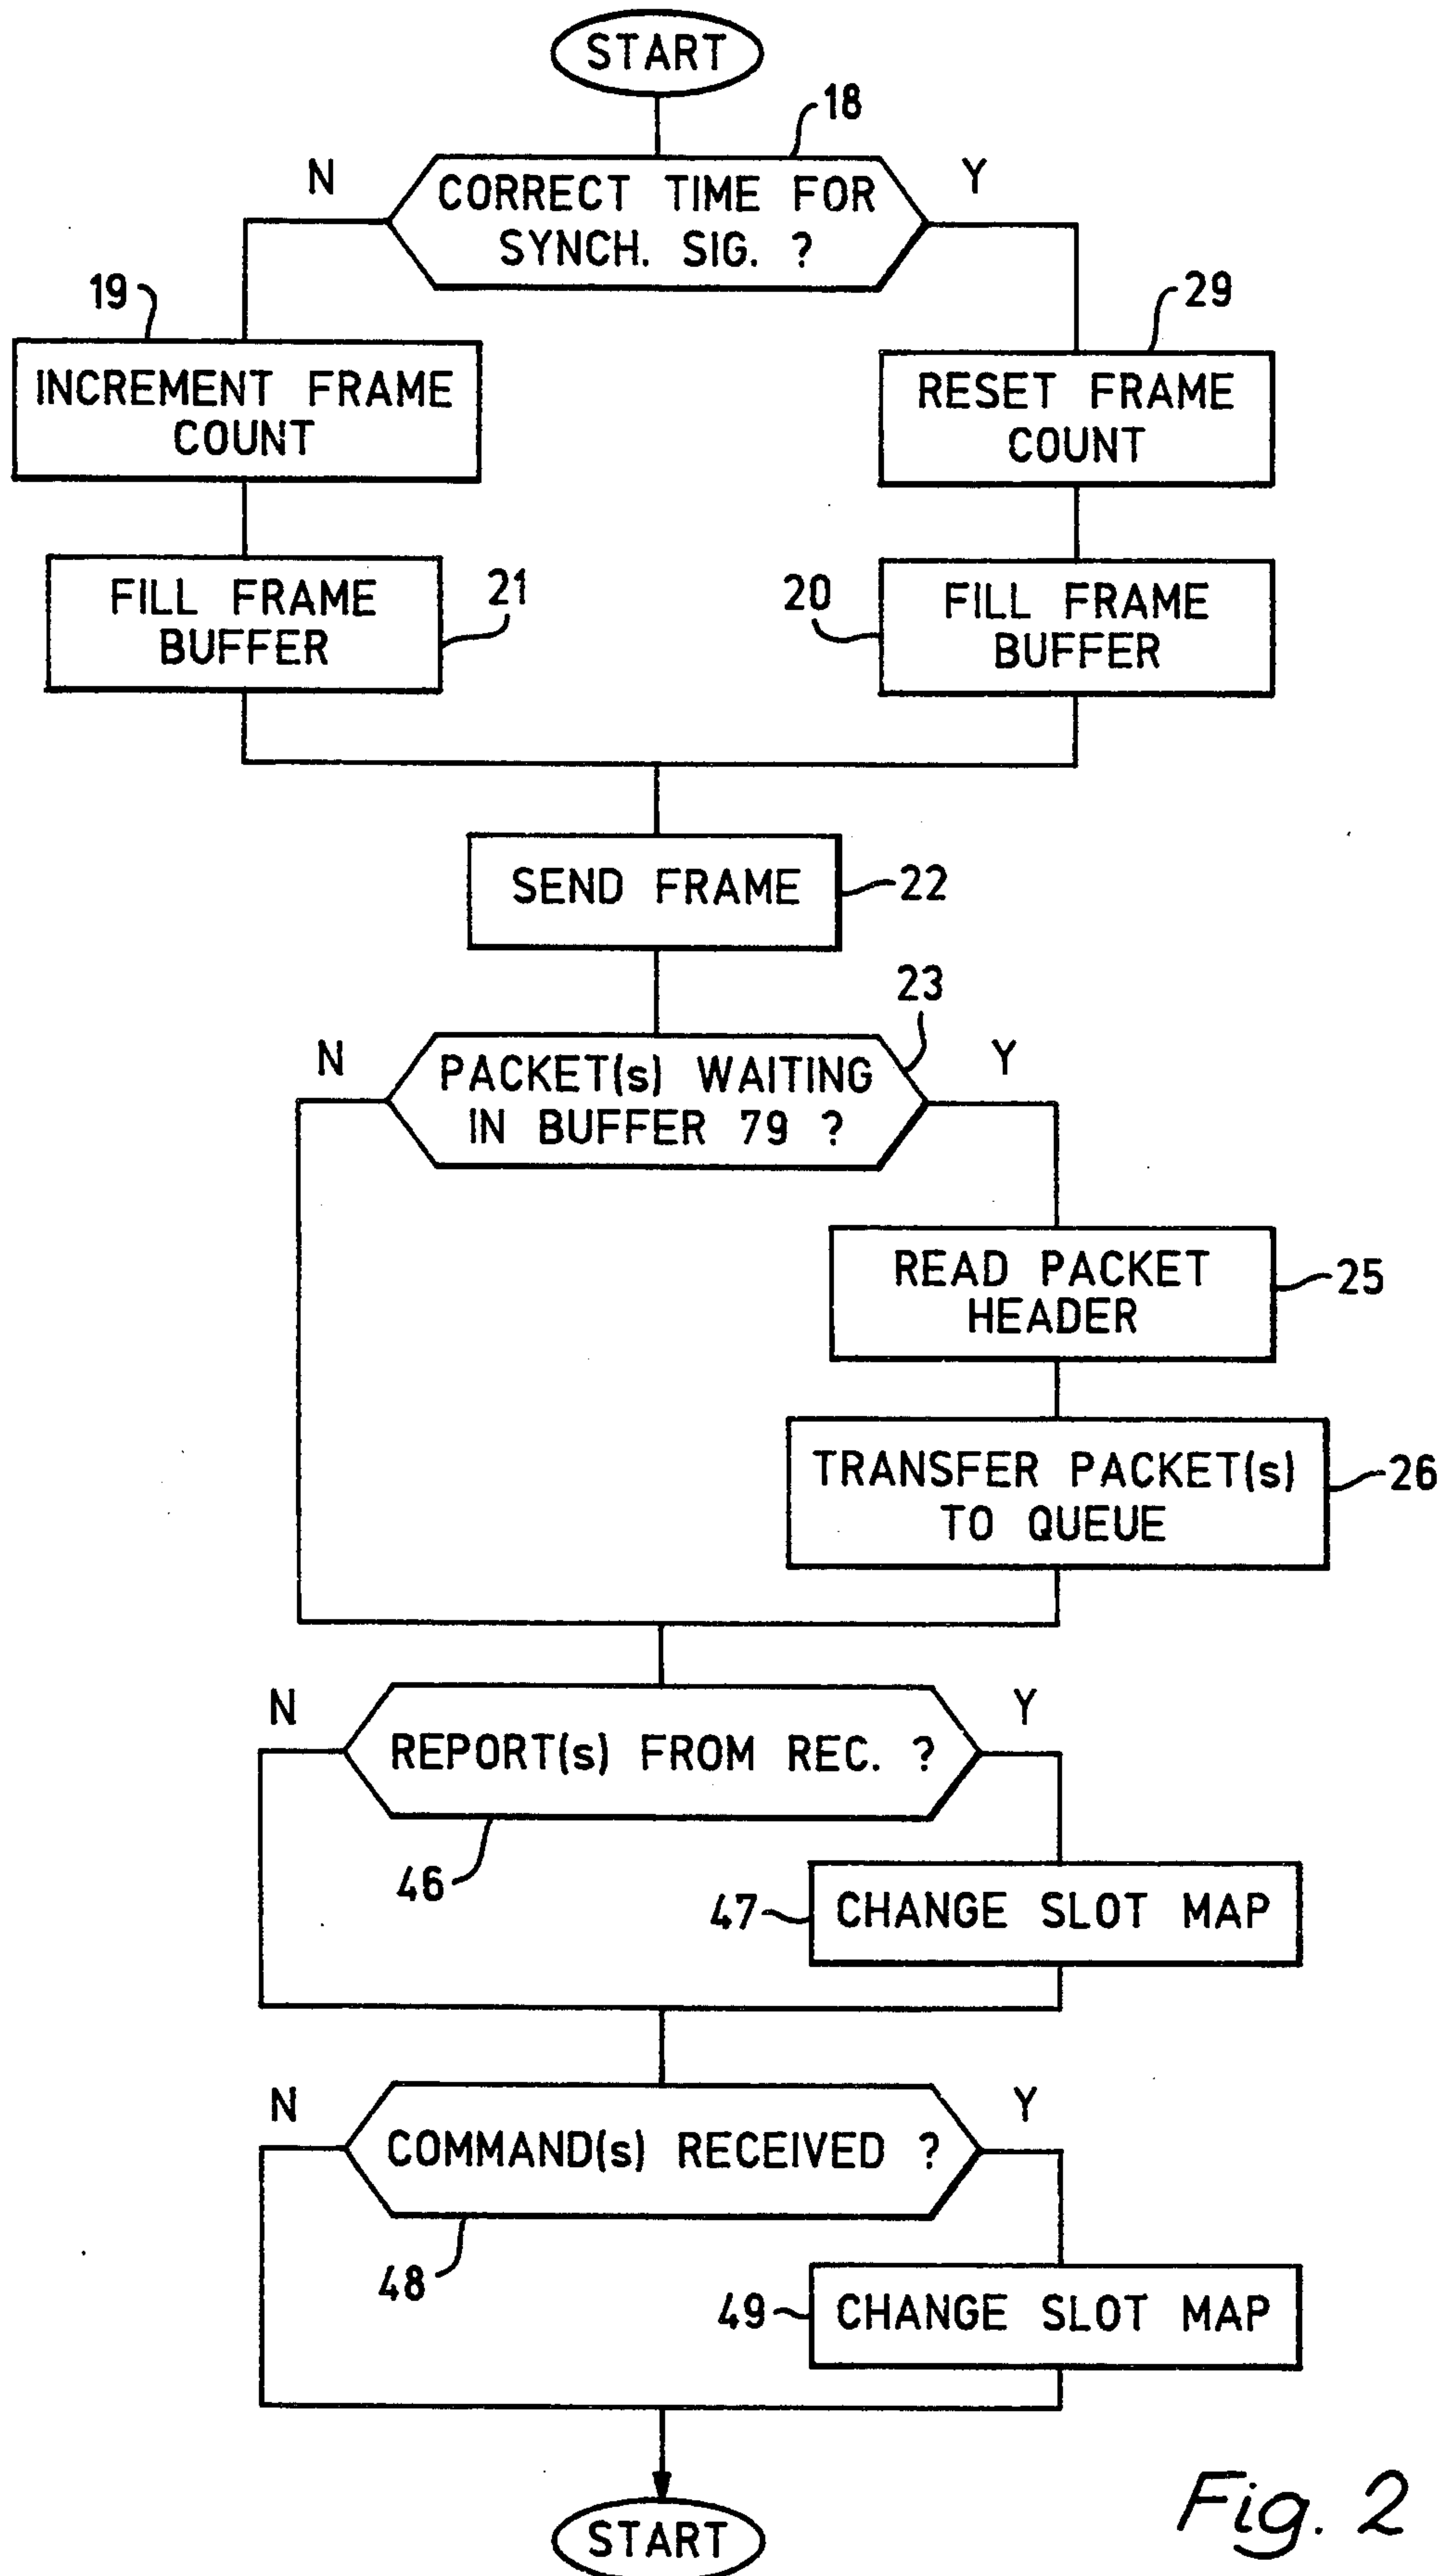 START
18
N
Y
CORRECT TIME FOR
SYNCH. SIG. ?
19
29
INCREMENT FRAME
COUNT
RESET FRAME
COUNT
FILL FRAME
BUFFER
21
20
FILL FRAME
BUFFER
SEND FRAME
22
23
N
Y
PACKET(s) WAITING
IN BUFFER 79 ?
READ PACKET
HEADER
25
TRANSFER PACKET(s)
TO QUEUE
26
N
Y
REPORT(s) FROM REC. ?
46
47
CHANGE SLOT MAP
N
Y
COMMAND(s) RECEIVED ?
48
49
CHANGE SLOT MAP
START
Fig. 2